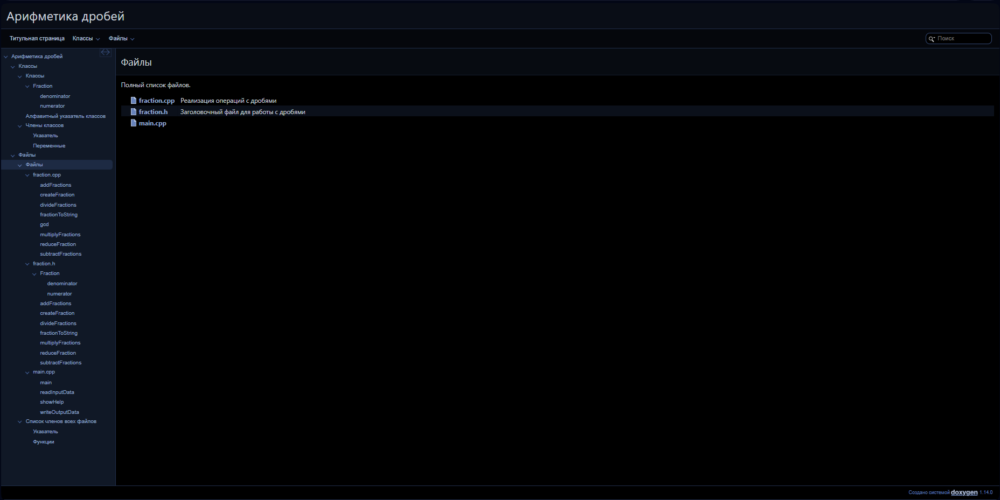 Арифметика дробей
Титульная страница Классы Файлы Поиск
Арифметика дробей
Классы
Классы
Fraction
denominator
numerator
Алфавитный указатель классов
Члены классов
Указатель
Переменные
Файлы
Файлы
fraction.cpp
addFractions
createFraction
divideFractions
fractionToString
gcd
multiplyFractions
reduceFraction
subtractFractions
fraction.h
Fraction
denominator
numerator
addFractions
createFraction
divideFractions
fractionToString
multiplyFractions
reduceFraction
subtractFractions
main.cpp
main
readInputData
showHelp
writeOutputData
Список членов всех файлов
Указатель
Функции
Файлы
Полный список файлов.
fraction.cpp Реализация операций с дробями
fraction.h Заголовочный файл для работы с дробями
main.cpp
Создано системой doxygen 1.14.0